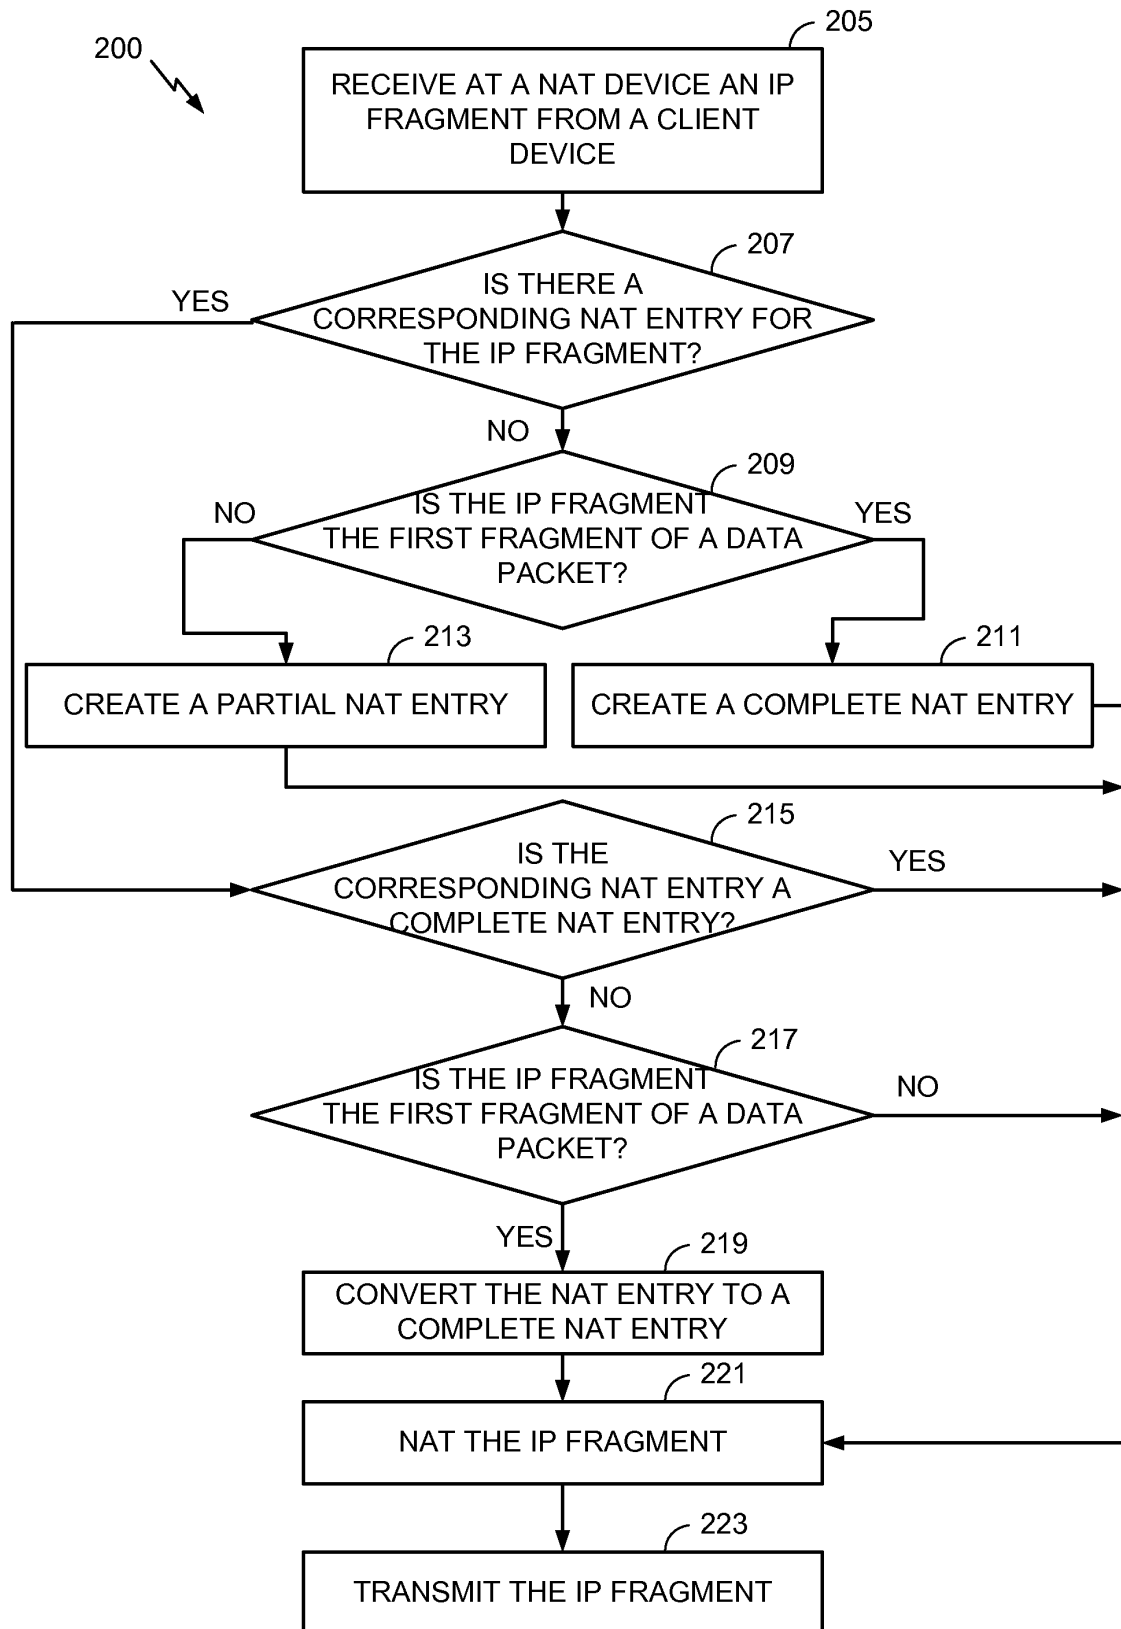 205
200
RECEIVE AT A NAT DEVICE AN IP
FRAGMENT FROM A CLIENT
DEVICE
207
YES
IS THERE A
CORRESPONDING NAT ENTRY FOR
THE IP FRAGMENT?
NO
209
NO
IS THE IP FRAGMENT
THE FIRST FRAGMENT OF A DATA
PACKET?
YES
213
211
CREATE A PARTIAL NAT ENTRY
CREATE A COMPLETE NAT ENTRY
215
IS THE
CORRESPONDING NAT ENTRY A
COMPLETE NAT ENTRY?
YES
NO
217
IS THE IP FRAGMENT
THE FIRST FRAGMENT OF A DATA
PACKET?
NO
YES
219
CONVERT THE NAT ENTRY TO A
COMPLETE NAT ENTRY
221
NAT THE IP FRAGMENT
223
TRANSMIT THE IP FRAGMENT